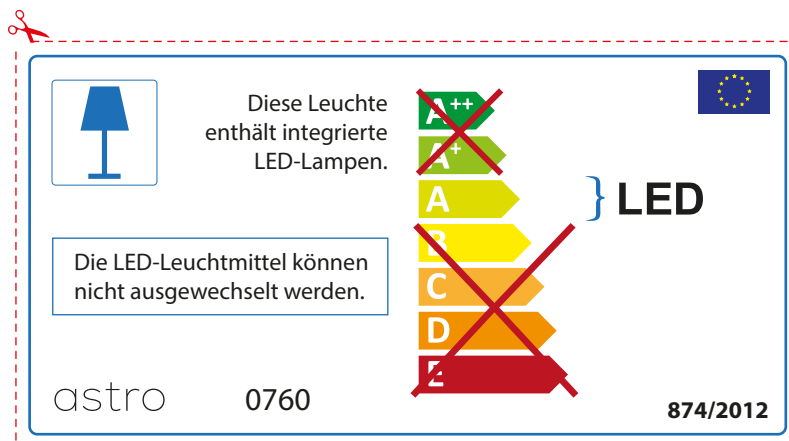 Diese Leuchte
enthält integrierte
LED-Lampen.
A++
A+
A
B
C
D
E
LED
Die LED-Leuchtmittel können
nicht ausgewechselt werden.
astro
0760
874/2012